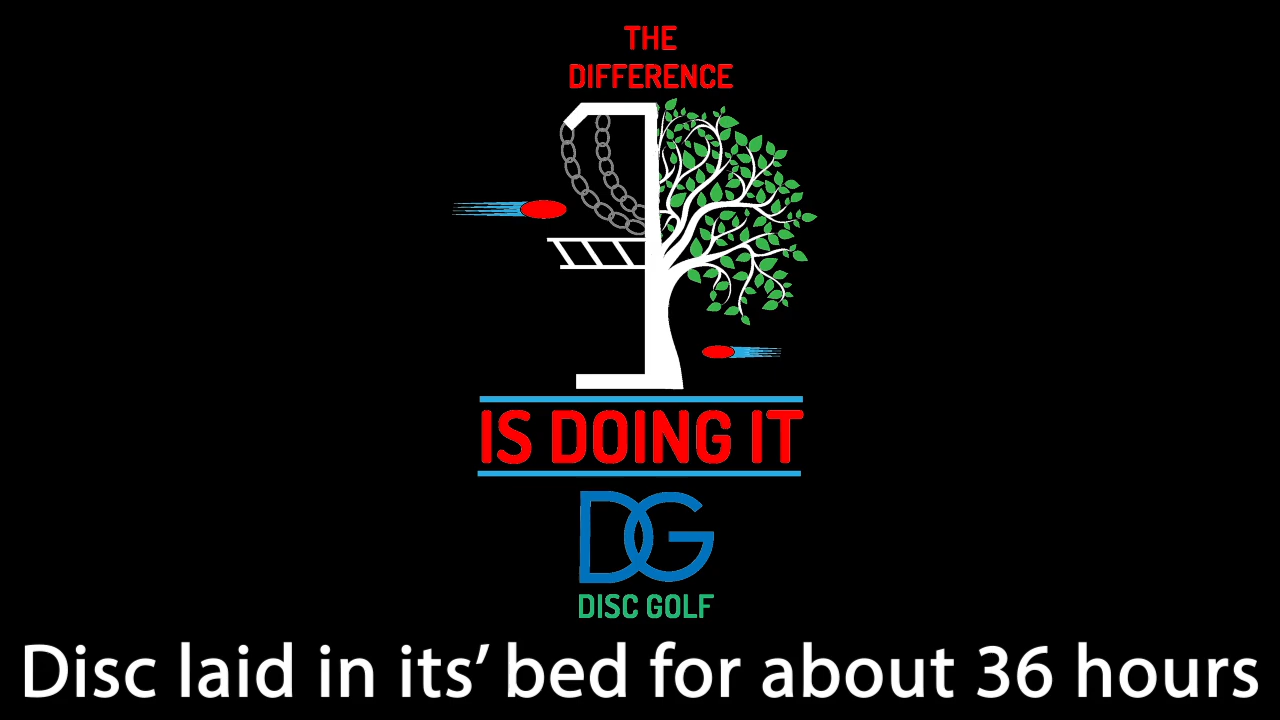 THE
DIFFERENCE
IS DOING IT
DG
DISC GOLF
Disc laid in its’ bed for about 36 hours